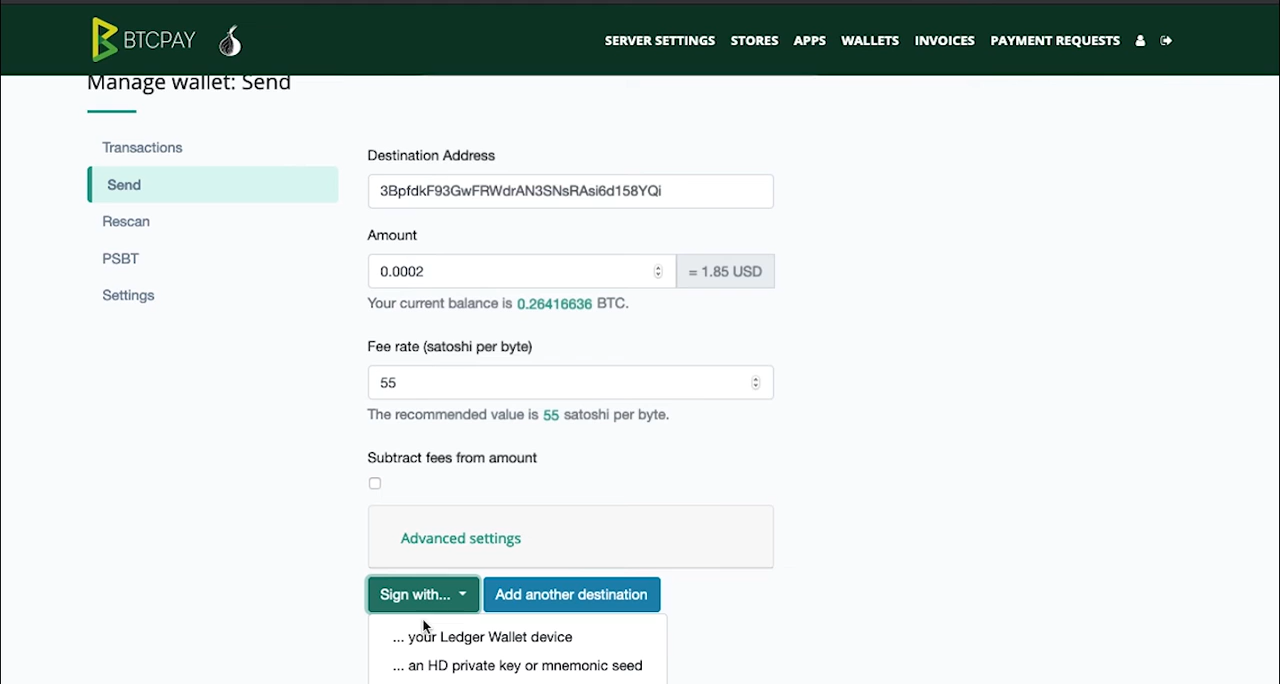 BTCPAY
SERVER SETTINGS STORES APPS WALLETS INVOICES PAYMENT REQUESTS
Manage wallet: Send
Transactions
Send
Rescan
PSBT
Settings
Destination Address
3BpfdkF93GwFRWdrAN3SNsRAsi6d158YQi
Amount
0.0002 = 1.85 USD
Your current balance is 0.26416636 BTC.
Fee rate (satoshi per byte)
55
The recommended value is 55 satoshi per byte.
Subtract fees from amount
Advanced settings
Sign with... Add another destination
... your Ledger Wallet device
... an HD private key or mnemonic seed